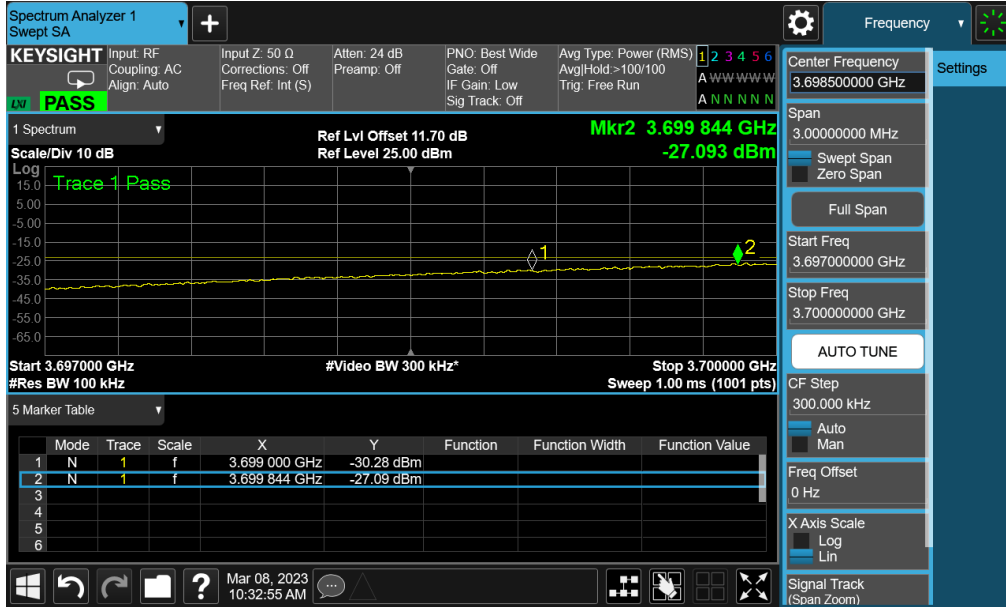 Spectrum Analyzer 1
Swept SA
Frequency
KEYSIGHT
Input: RF
Coupling: AC
Align: Auto
LXI
PASS
Input Z: 50 Ω
Corrections: Off
Freq Ref: Int (S)
Atten: 24 dB
Preamp: Off
PNO: Best Wide
Gate: Off
IF Gain: Low
Sig Track: Off
Avg Type: Power (RMS)
Avg|Hold:>100/100
Trig: Free Run
1 2 3 4 5 6
A W W W W W
A N N N N N
1 Spectrum
Scale/Div 10 dB
Ref Lvl Offset 11.70 dB
Ref Level 25.00 dBm
Mkr2 3.699 844 GHz
-27.093 dBm
Log
Trace 1 Pass
15.0
5.00
-5.00
-15.0
-25.0
-35.0
-45.0
-55.0
-65.0
1
2
Start 3.697000 GHz
#Video BW 300 kHz*
Stop 3.700000 GHz
#Res BW 100 kHz
Sweep 1.00 ms (1001 pts)
5 Marker Table
Mode Trace Scale X Y Function Function Width Function Value
1 N 1 f 3.699 000 GHz -30.28 dBm
2 N 1 f 3.699 844 GHz -27.09 dBm
3
4
5
6
?
Mar 08, 2023
10:32:55 AM
Center Frequency
3.698500000 GHz
Settings
Span
3.00000000 MHz
Swept Span
Zero Span
Full Span
Start Freq
3.697000000 GHz
Stop Freq
3.700000000 GHz
AUTO TUNE
CF Step
300.000 kHz
Auto
Man
Freq Offset
0 Hz
X Axis Scale
Log
Lin
Signal Track
(Span Zoom)